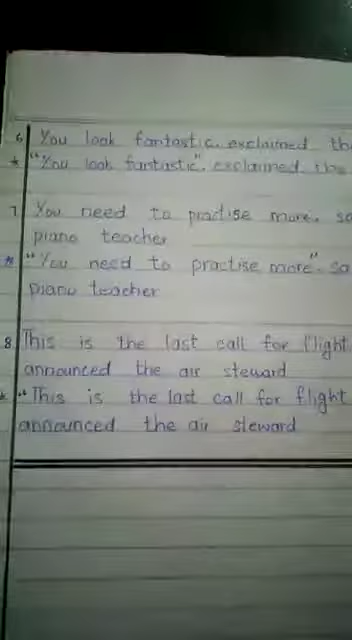 6 You look fantastic. exclaimed the
* "You look fantastic". exclaimed the
7 You need to practise more. sa
piano teacher
* "You need to practise more". sa
piano teacher
8 This is the last call for flight
announced the air steward
* "This is the last call for flight
announced the air steward